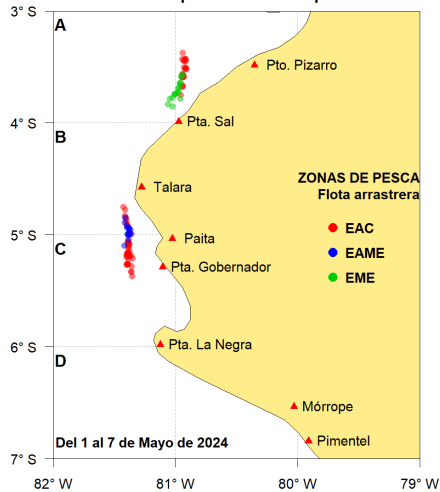 3° S
A
Pto. Pizarro
4° S
Pta. Sal
B
ZONAS DE PESCA
Flota arrastrera
Talara
EAC
5° S
Paita
EAME
C
Pta. Gobernador
EME
6° S
Pta. La Negra
D
Mórrope
Del 1 al 7 de Mayo de 2024
Pimentel
7° S
82° W
81° W
80° W
79° W